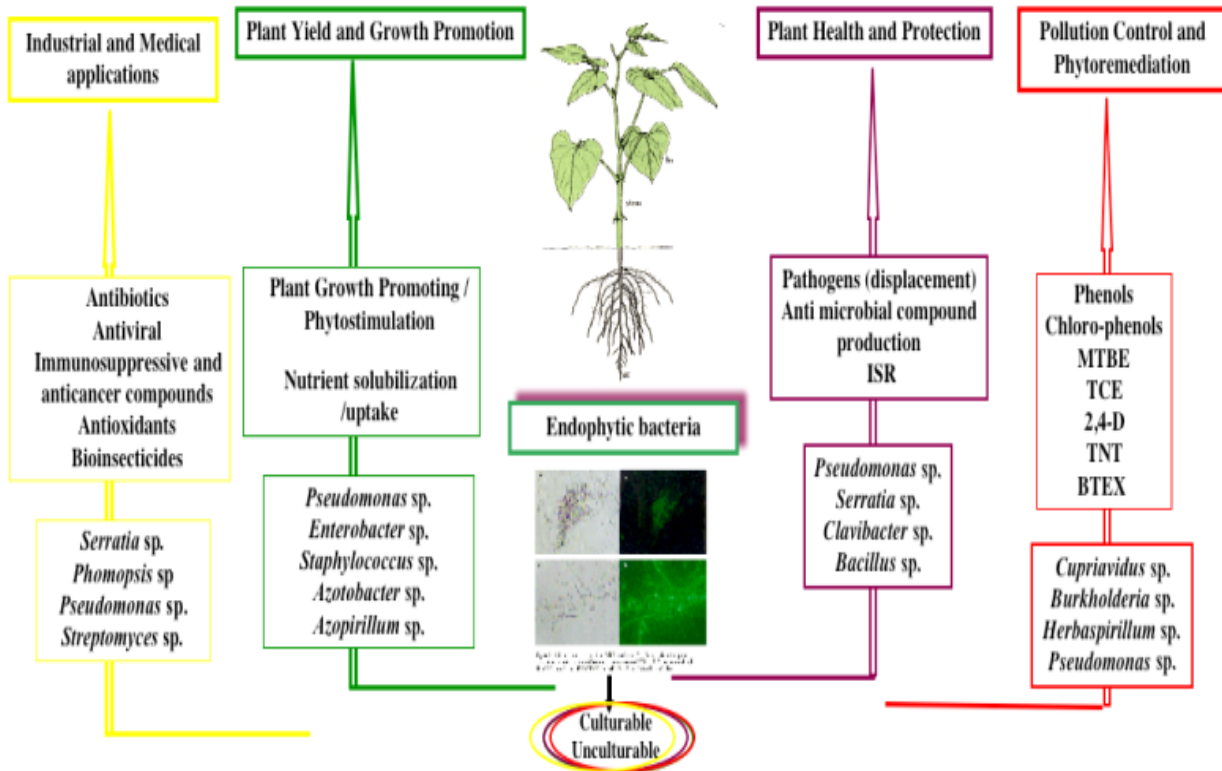 Industrial and Medical
applications
Plant Yield and Growth Promotion
Plant Health and Protection
Pollution Control and
Phytoremediation
Antibiotics
Antiviral
Immunosuppressive and
anticancer compounds
Antioxidants
Bioinsecticides
Serratia sp.
Phomopsis sp
Pseudomonas sp.
Streptomyces sp.
Plant Growth Promoting /
Phytostimulation
Nutrient solubilization
/uptake
Pseudomonas sp.
Enterobacter sp.
Staphylococcus sp.
Azotobacter sp.
Azopirillum sp.
Endophytic bacteria
Culturable
Unculturable
Pathogens (displacement)
Anti microbial compound
production
ISR
Pseudomonas sp.
Serratia sp.
Clavibacter sp.
Bacillus sp.
Phenols
Chloro-phenols
MTBE
TCE
2,4-D
TNT
BTEX
Cupriavidus sp.
Burkholderia sp.
Herbaspirillum sp.
Pseudomonas sp.